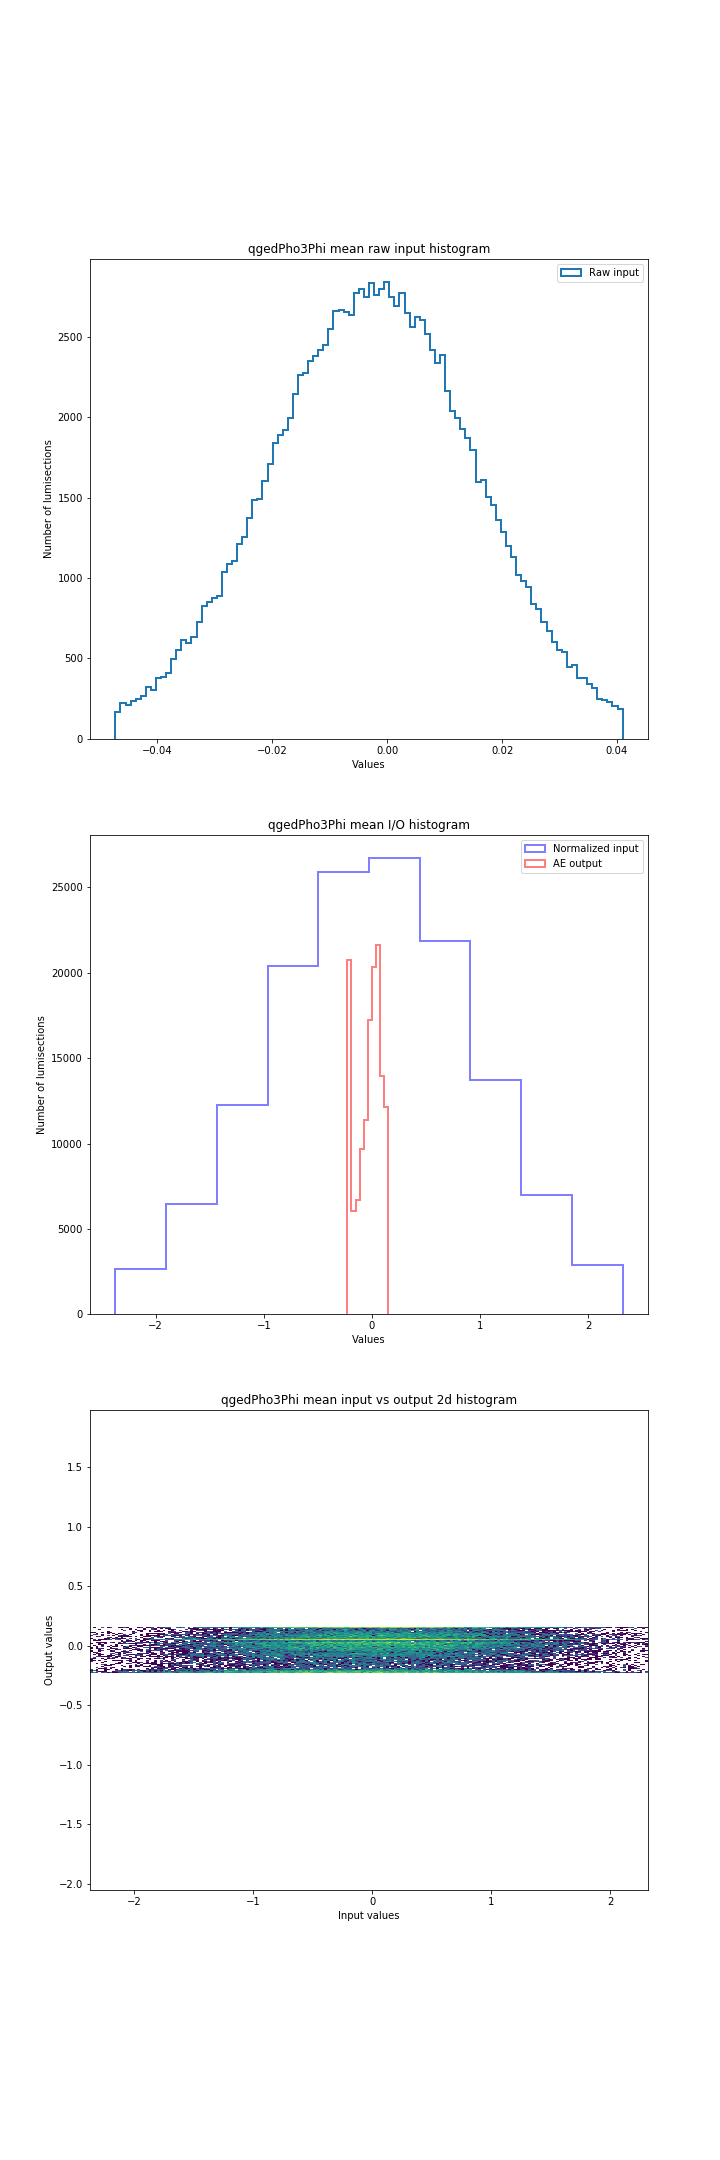 qgedPho3Phi mean raw input histogram
Raw input
2500
2000
1500
1000
500
0
Number of lumisections
−0.04 −0.02 0.00 0.02 0.04
Values
qgedPho3Phi mean I/O histogram
Normalized input
AE output
25000
20000
15000
10000
5000
0
Number of lumisections
−2 −1 0 1 2
Values
qgedPho3Phi mean input vs output 2d histogram
1.5
1.0
0.5
0.0
−0.5
−1.0
−1.5
−2.0
Output values
−2 −1 0 1 2
Input values